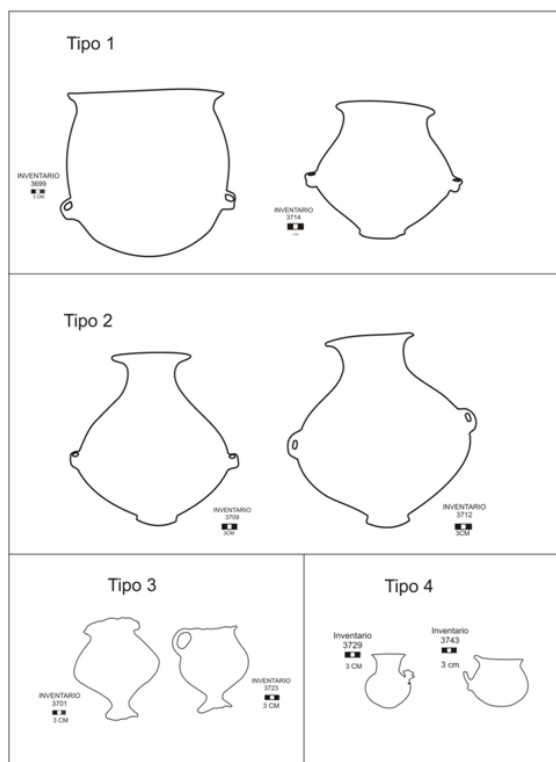 Tipo 1
INVENTARIO
3699
3 CM
INVENTARIO
3714
Tipo 2
INVENTARIO
3709
3CM
INVENTARIO
3712
3CM
Tipo 3
INVENTARIO
3701
3 CM
INVENTARIO
3723
3 CM
Tipo 4
Inventario
3729
3 CM
Inventario
3743
3 cm